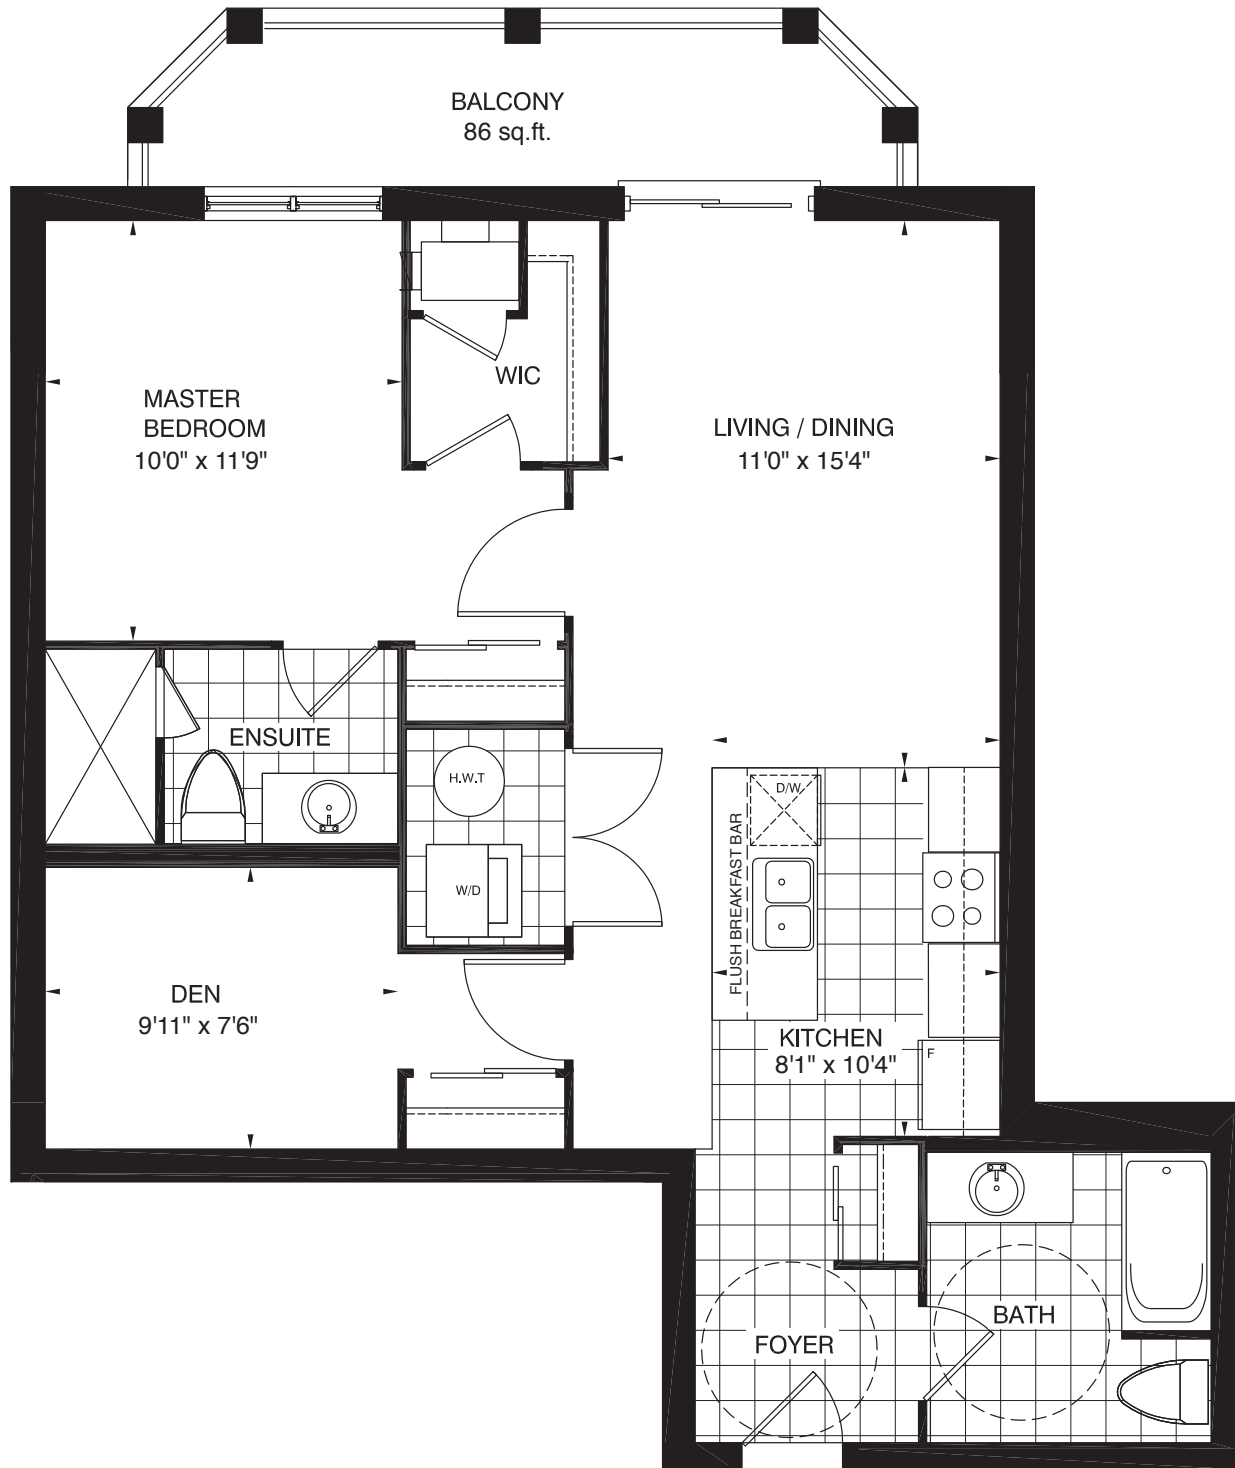 BALCONY
86 sq.ft.
WIC
MASTER
BEDROOM
10'0" x 11'9"
LIVING / DINING
11'0" x 15'4"
ENSUITE
H.W.T
D/W
FLUSH BREAKFAST BAR
W/D
DEN
9'11" x 7'6"
KITCHEN
8'1" x 10'4"
F
BATH
FOYER